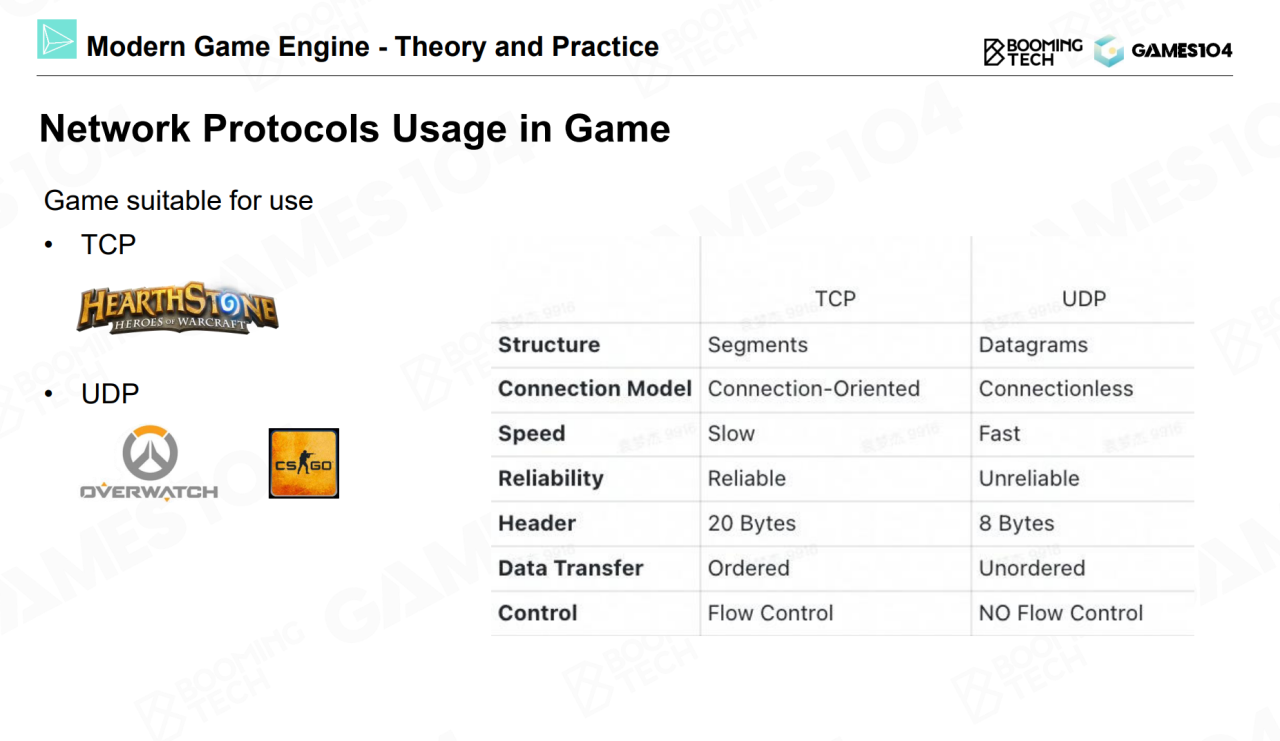 Modern Game Engine - Theory and Practice
BOOMING
TECH
GAMES104
Network Protocols Usage in Game
Game suitable for use
• TCP
HEARTHSTONE
HEROES OF WARCRAFT
• UDP
OVERWATCH
CS GO
TCP UDP
Structure Segments Datagrams
Connection Model Connection-Oriented Connectionless
Speed Slow Fast
Reliability Reliable Unreliable
Header 20 Bytes 8 Bytes
Data Transfer Ordered Unordered
Control Flow Control NO Flow Control